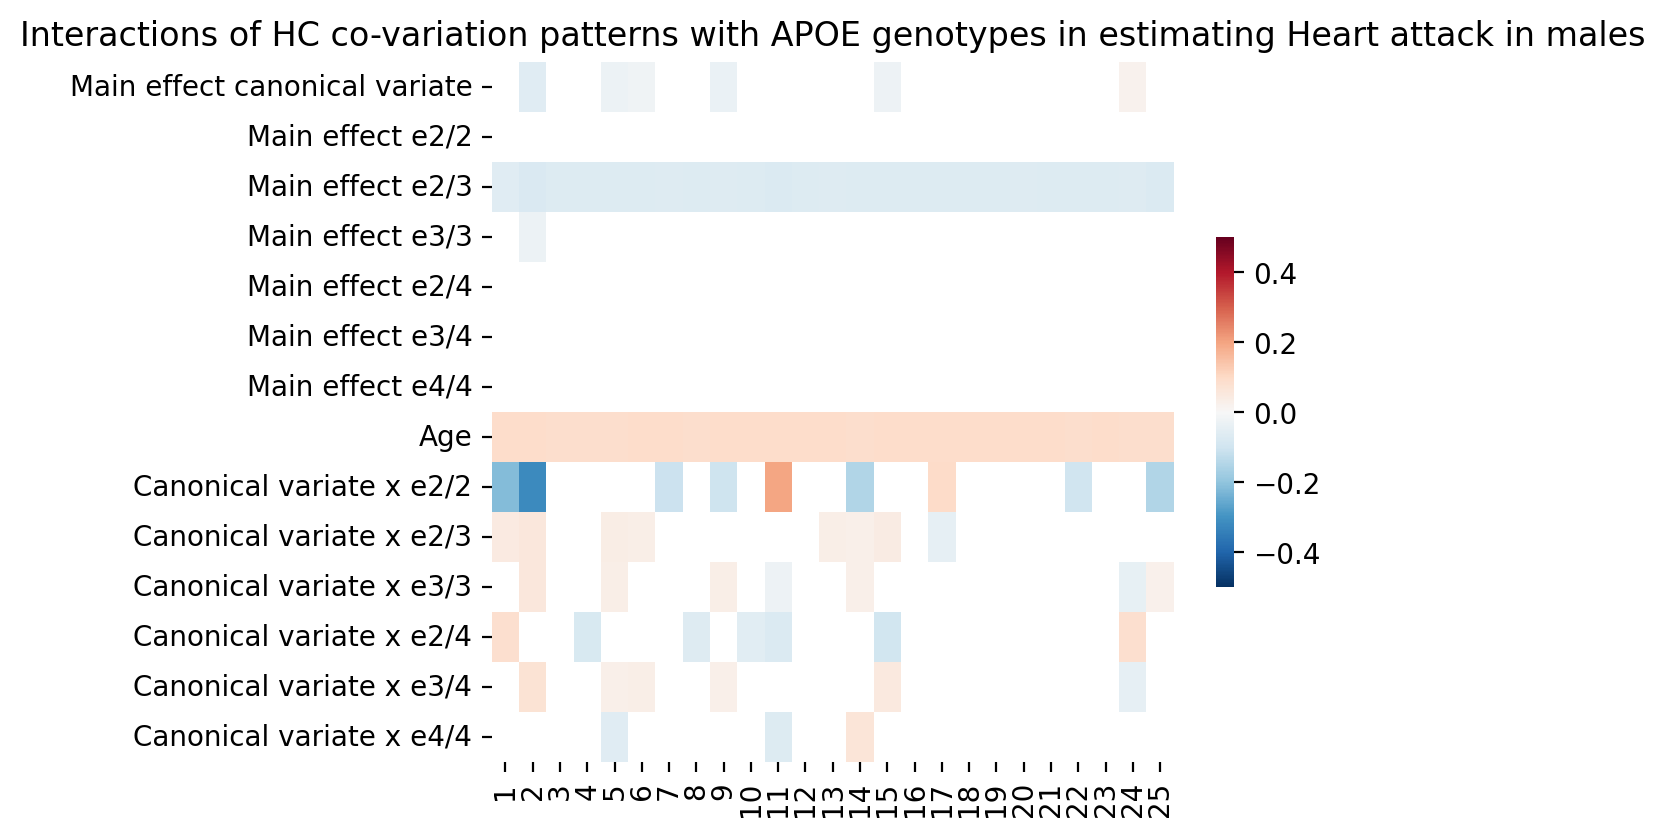 Interactions of HC co-variation patterns with APOE genotypes in estimating Heart attack in males
Main effect canonical variate
Main effect e2/2
Main effect e2/3
Main effect e3/3
Main effect e2/4
Main effect e3/4
Main effect e4/4
Age
Canonical variate x e2/2
Canonical variate x e2/3
Canonical variate x e3/3
Canonical variate x e2/4
Canonical variate x e3/4
Canonical variate x e4/4
1 2 3 4 5 6 7 8 9 10 11 12 13 14 15 16 17 18 19 20 21 22 23 24 25
0.4
0.2
0.0
−0.2
−0.4